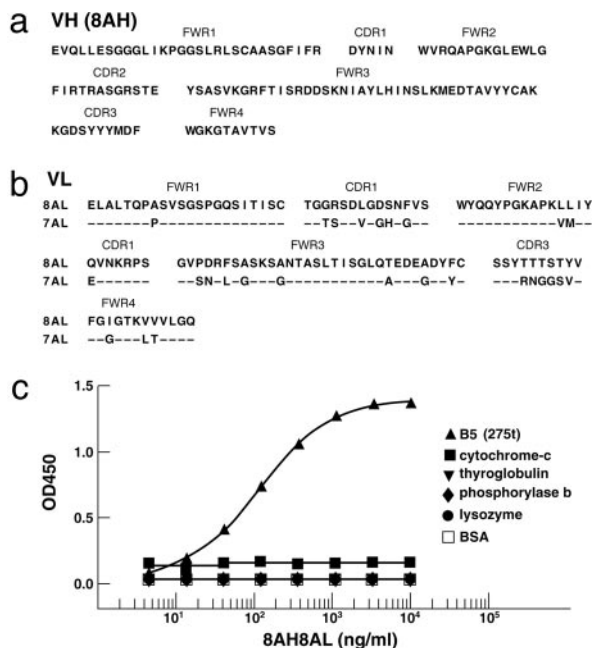 a VH (8AH)
FWR1 CDR1 FWR2
EVQLLESGGGLIKPGGSLRLSCAASGFIFR DYNIN WVRQAPGKGLEWLG
CDR2 FWR3
FIRTRASGRSTE YSASVKGRFTISRDDSKNIAYLHINSLKMEDTAVYYCAK
CDR3 FWR4
KGDSYYYMDF WGKGTAVTVS
b VL
FWR1 CDR1 FWR2
8AL ELALTQPASVSGSPGQSITISC TGGRSDLGDSNFVS WYQQYPGKAPKLLIY
7AL -------P-------------- --TS--V-GH-G-- ------------VM-
CDR1 FWR3 CDR3
8AL QVNKRPS GVPDRFSASKSANTASLTISGLQTEDEADYFC SSYTTTSTYV
7AL E------ --SN-L-G---G----------A---G--Y- ---RNGGSV-
FWR4
8AL FGIGTKVVVLGQ
7AL --G---LT----
c
OD450
1.5
1.0
0.5
0.0
10¹ 10² 10³ 10⁴ 10⁵
8AH8AL (ng/ml)
B5 (275t)
cytochrome-c
thyroglobulin
phosphorylase b
lysozyme
BSA